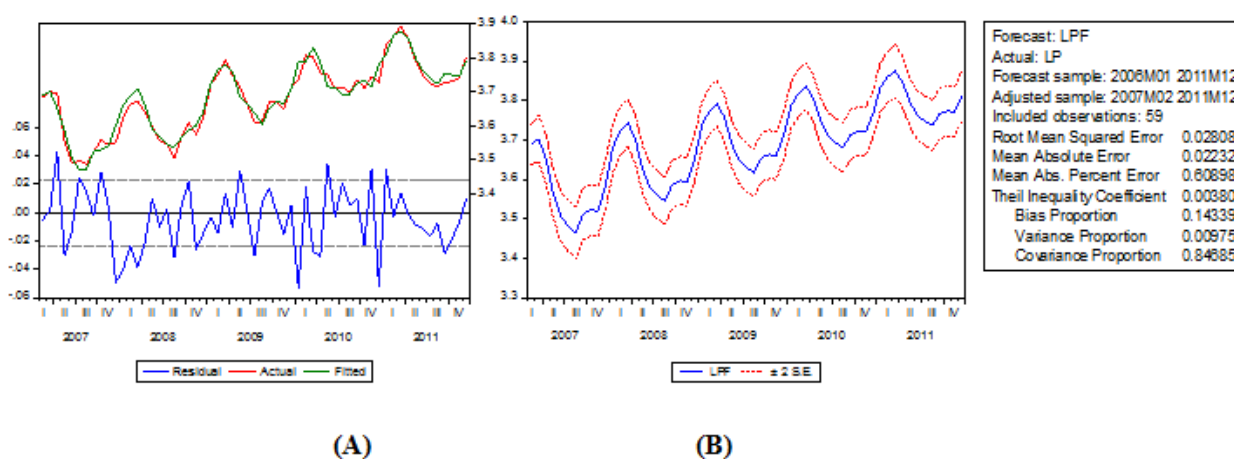 3.9
3.8
3.7
3.6
3.5
3.4
.06
.04
.02
.00
-.02
-.04
-.06
I II III IV I II III IV I II III IV I II III IV I II III IV
2007 2008 2009 2010 2011
Residual Actual Fitted
4.0
3.9
3.8
3.7
3.6
3.5
3.4
3.3
I II III IV I II III IV I II III IV I II III IV I II III IV
2007 2008 2009 2010 2011
LPF ± 2 S.E.
Forecast: LPF
Actual: LP
Forecast sample: 2006M01 2011M12
Adjusted sample: 2007M02 2011M12
Included observations: 59
Root Mean Squared Error 0.02808
Mean Absolute Error 0.02232
Mean Abs. Percent Error 0.60898
Theil Inequality Coefficient 0.00380
Bias Proportion 0.14339
Variance Proportion 0.00975
Covariance Proportion 0.84685
(A) (B)